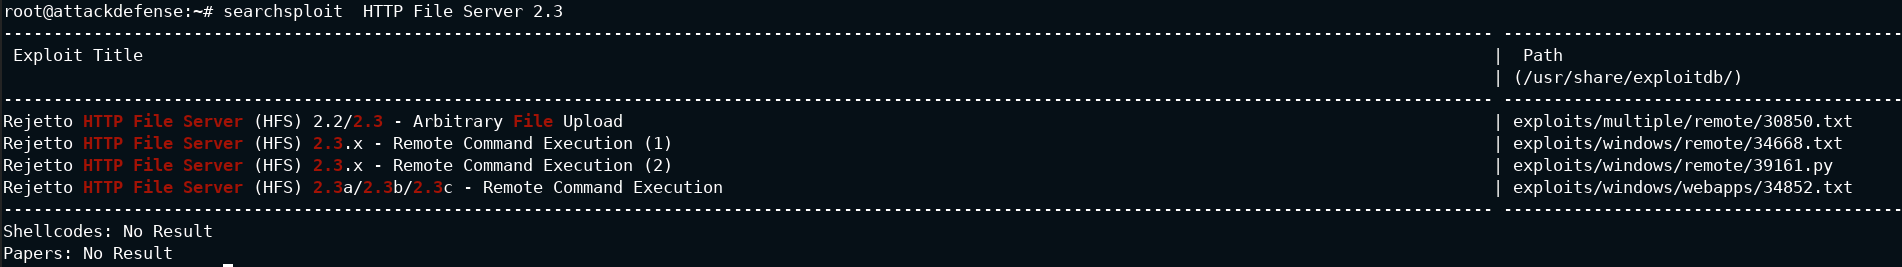 root@attackdefense:~# searchsploit  HTTP File Server 2.3
----------------------------------------------------------------------------------------------------------------------------------------------------- ----------------------------------------
 Exploit Title                                                                                                                                       |  Path
                                                                                                                                                     | (/usr/share/exploitdb/)
----------------------------------------------------------------------------------------------------------------------------------------------------- ----------------------------------------
Rejetto HTTP File Server (HFS) 2.2/2.3 - Arbitrary File Upload                                                                                       | exploits/multiple/remote/30850.txt
Rejetto HTTP File Server (HFS) 2.3.x - Remote Command Execution (1)                                                                                  | exploits/windows/remote/34668.txt
Rejetto HTTP File Server (HFS) 2.3.x - Remote Command Execution (2)                                                                                  | exploits/windows/remote/39161.py
Rejetto HTTP File Server (HFS) 2.3a/2.3b/2.3c - Remote Command Execution                                                                             | exploits/windows/webapps/34852.txt
----------------------------------------------------------------------------------------------------------------------------------------------------- ----------------------------------------
Shellcodes: No Result
Papers: No Result